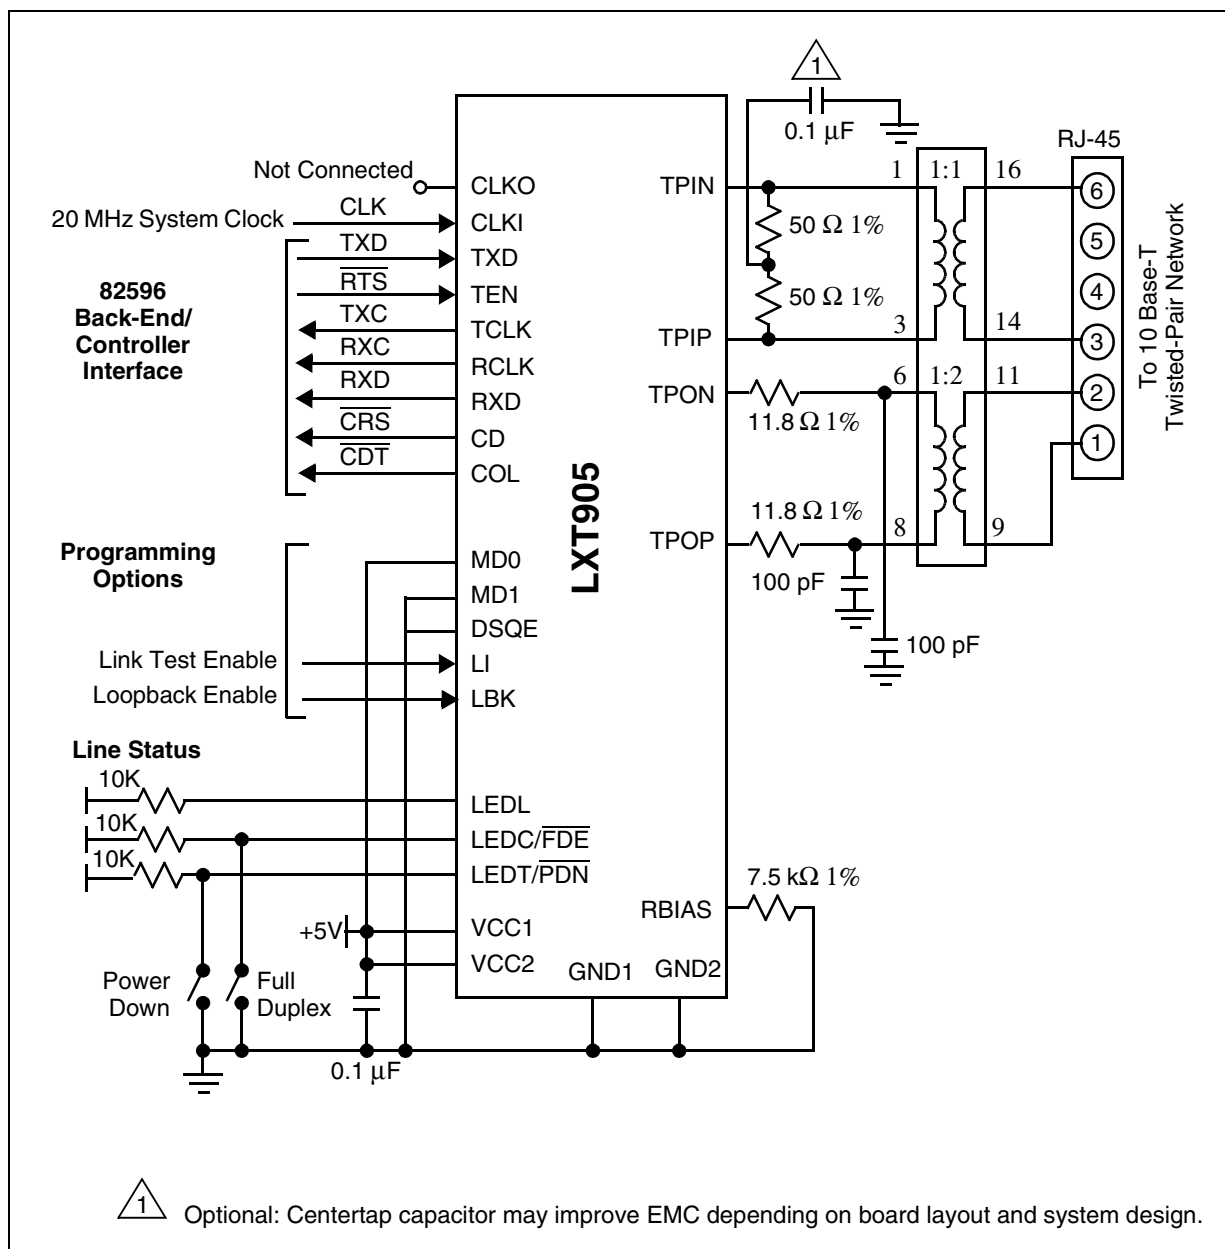 1
0.1 µF
RJ-45
Not Connected
CLKO
TPIN
1
1:1
16
6
20 MHz System Clock
CLK
CLKI
50 Ω 1%
5
TXD
TXD
82596
Back-End/
Controller
Interface
RTS
TEN
50 Ω 1%
4
TXC
TCLK
TPIP
3
14
3
RXC
RCLK
RXD
RXD
TPON
11.8 Ω 1%
6
1:2
11
2
CRS
CD
CDT
COL
1
To 10 Base-T
Twisted-Pair Network
LXT905
TPOP
11.8 Ω 1%
8
9
100 pF
100 pF
Programming
Options
MD0
MD1
DSQE
Link Test Enable
LI
Loopback Enable
LBK
Line Status
10K
LEDL
10K
LEDC/FDE
10K
LEDT/PDN
RBIAS
7.5 kΩ 1%
+5V
VCC1
VCC2
GND1
GND2
Power
Down
Full
Duplex
0.1 µF
1 Optional: Centertap capacitor may improve EMC depending on board layout and system design.